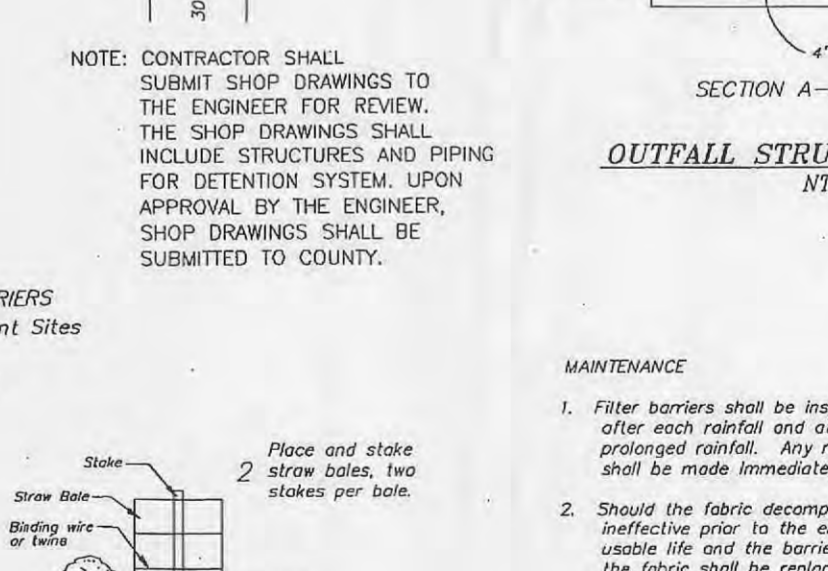 30
NOTE: CONTRACTOR SHALL
SUBMIT SHOP DRAWINGS TO
THE ENGINEER FOR REVIEW.
THE SHOP DRAWINGS SHALL
INCLUDE STRUCTURES AND PIPING
FOR DETENTION SYSTEM. UPON
APPROVAL BY THE ENGINEER,
SHOP DRAWINGS SHALL BE
SUBMITTED TO COUNTY.
4"
SECTION A-
OUTFALL STRU
NT
RIERS
nt Sites
Stake
Straw Bale
Binding wire
or twine
2 Place and stake
straw bales, two
stakes per bale.
MAINTENANCE
1. Filter barriers shall be ins
after each rainfall and a
prolonged rainfall. Any r
shall be made immediate
2. Should the fabric decomp
ineffective prior to the e
usable life and the barrie
the fabric shall be replac